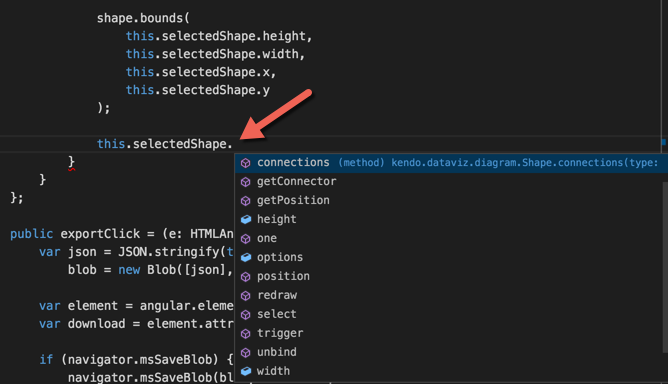 shape.bounds(
this.selectedShape.height,
this.selectedShape.width,
this.selectedShape.x,
this.selectedShape.y
);
this.selectedShape.
connections (method) kendo.dataviz.diagram.Shape.connections(type:
}
getConnector
}
getPosition
};
height
public exportClick = (e: HTMLAn
one
var json = JSON.stringify(t
options
blob = new Blob([json],
position
redraw
var element = angular.eleme
select
var download = element.attr
trigger
unbind
if (navigator.msSaveBlob) {
width
navigator.msSaveBlob(bl